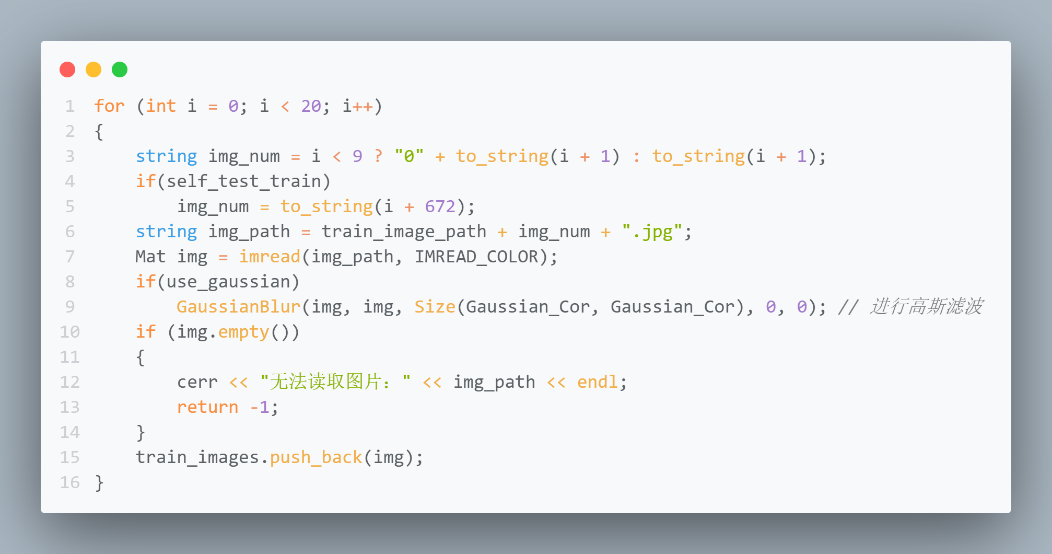 1 for (int i = 0; i < 20; i++)
2 {
3     string img_num = i < 9 ? "0" + to_string(i + 1) : to_string(i + 1);
4     if(self_test_train)
5         img_num = to_string(i + 672);
6     string img_path = train_image_path + img_num + ".jpg";
7     Mat img = imread(img_path, IMREAD_COLOR);
8     if(use_gaussian)
9         GaussianBlur(img, img, Size(Gaussian_Cor, Gaussian_Cor), 0, 0); // 进行高斯滤波
10     if (img.empty())
11     {
12         cerr << "无法读取图片：" << img_path << endl;
13         return -1;
14     }
15     train_images.push_back(img);
16 }